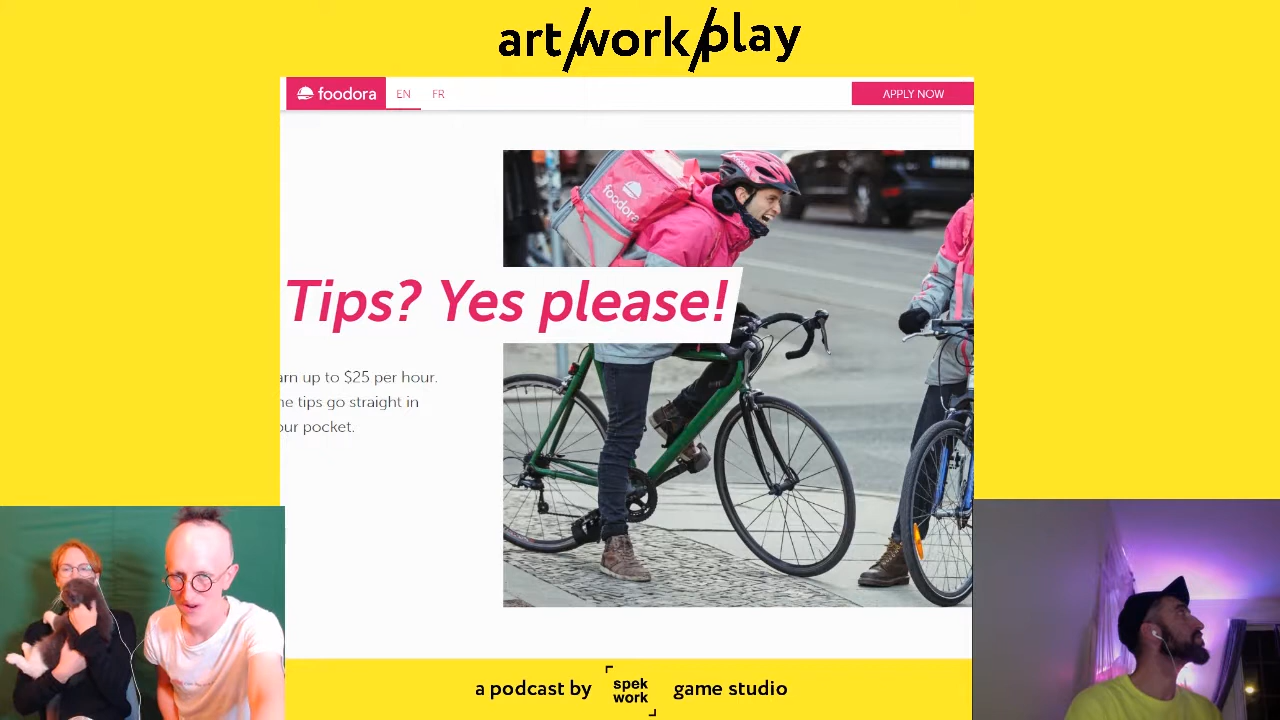 art/work/play
foodora
EN
FR
APPLY NOW
foodora
Tips? Yes please!
arn up to $25 per hour.
he tips go straight in
our pocket.
a podcast by
spek
work
game studio